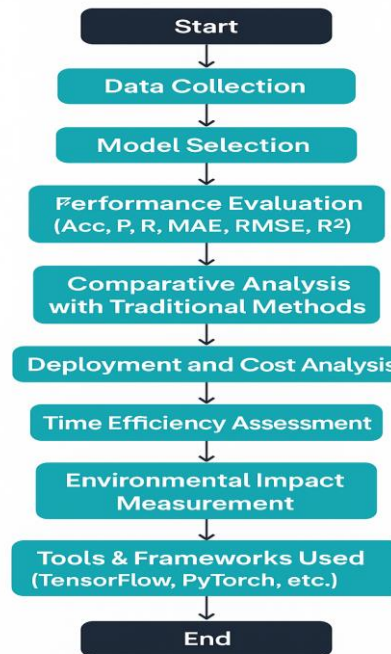 Start
Data Collection
Model Selection
Performance Evaluation
(Acc, P, R, MAE, RMSE, R²)
Comparative Analysis
with Traditional Methods
Deployment and Cost Analysis
Time Efficiency Assessment
Environmental Impact
Measurement
Tools & Frameworks Used
(TensorFlow, PyTorch, etc.)
End